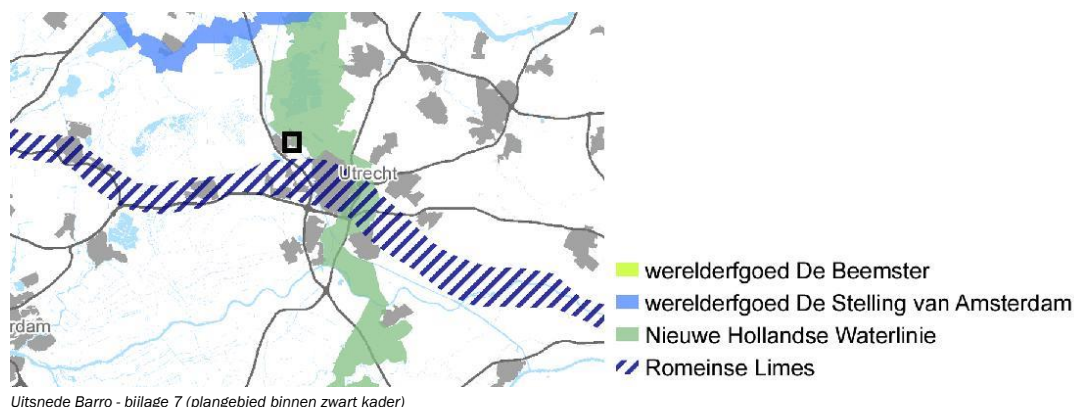 Utrecht
rdam
werelderfgoed De Beemster
werelderfgoed De Stelling van Amsterdam
Nieuwe Hollandse Waterlinie
Romeinse Limes
Uitsnede Barro - bijlage 7 (plangebied binnen zwart kader)